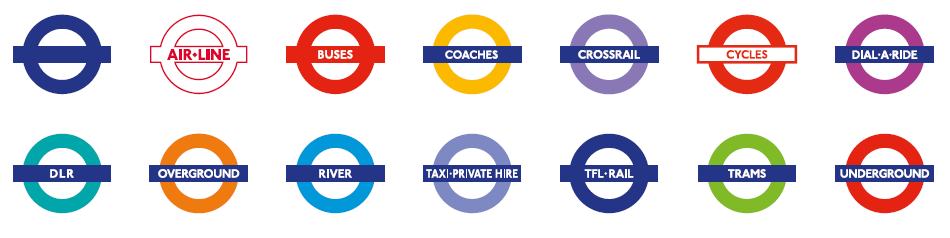 AIR•LINE
BUSES
COACHES
CROSSRAIL
CYCLES
DIAL•A•RIDE
DLR
OVERGROUND
RIVER
TAXI•PRIVATE HIRE
TFL•RAIL
TRAMS
UNDERGROUND